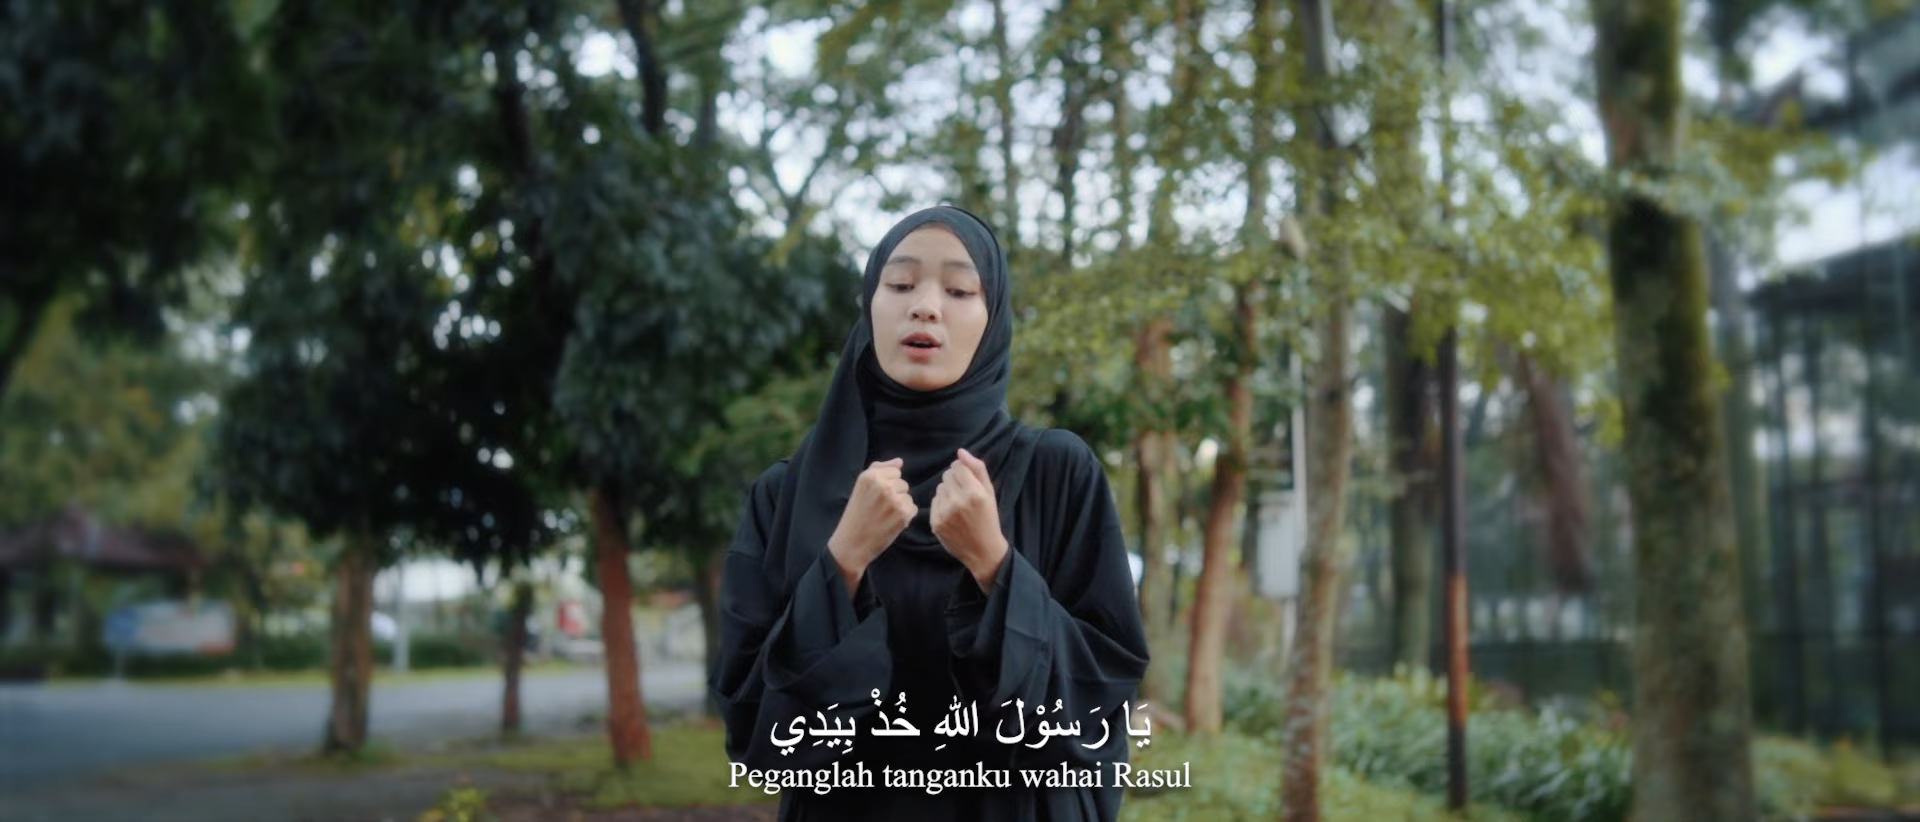 يَا رَسُوْلَ اللهِ خُذْ بِيَدِي
Peganglah tanganku wahai Rasul